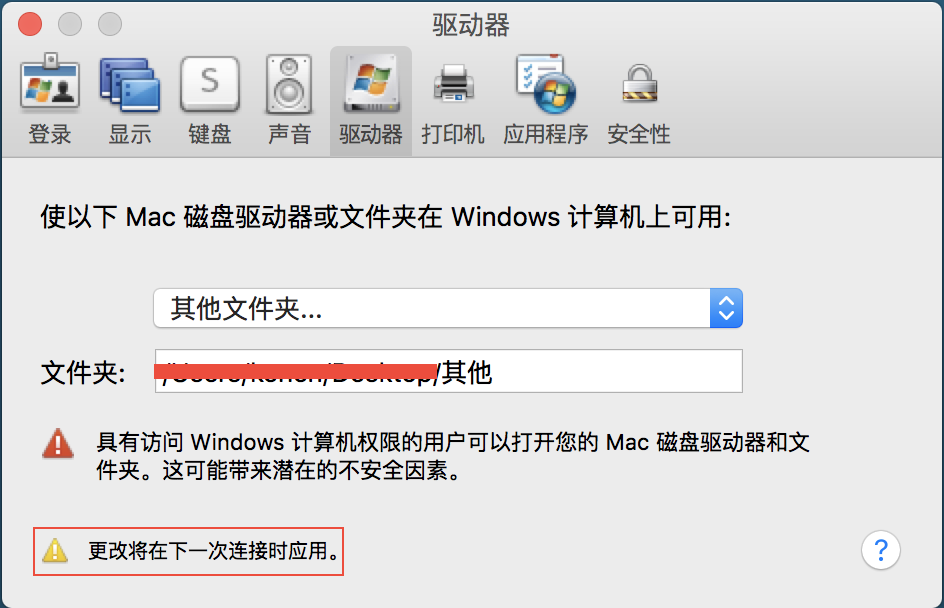 驱动器
登录 显示 键盘 声音 驱动器 打印机 应用程序 安全性
S
使以下 Mac 磁盘驱动器或文件夹在 Windows 计算机上可用:
其他文件夹...
文件夹: /其他
具有访问 Windows 计算机权限的用户可以打开您的 Mac 磁盘驱动器和文
件夹。这可能带来潜在的不安全因素。
更改将在下一次连接时应用。
?